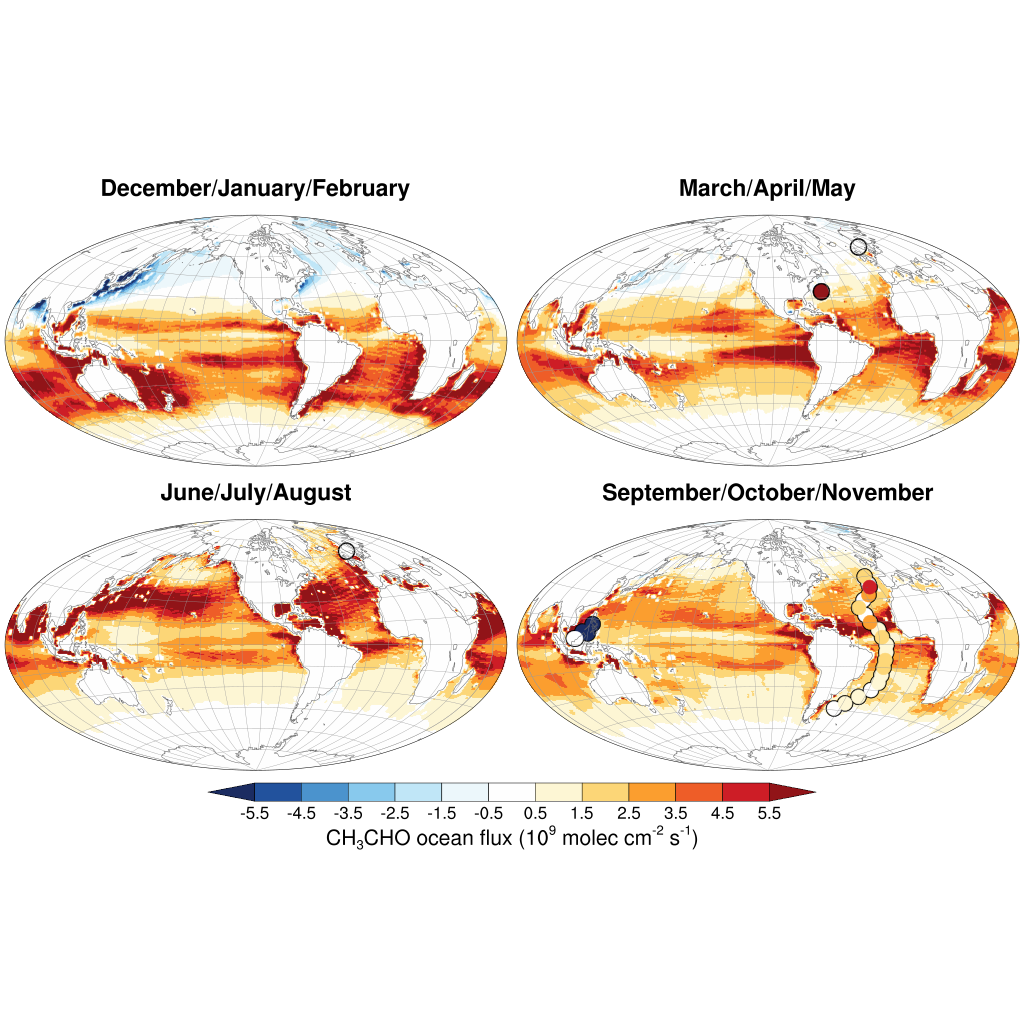 December/January/February
March/April/May
June/July/August
September/October/November
-5.5 -4.5 -3.5 -2.5 -1.5 -0.5 0.5 1.5 2.5 3.5 4.5 5.5
CH₃CHO ocean flux (10⁹ molec cm⁻² s⁻¹)